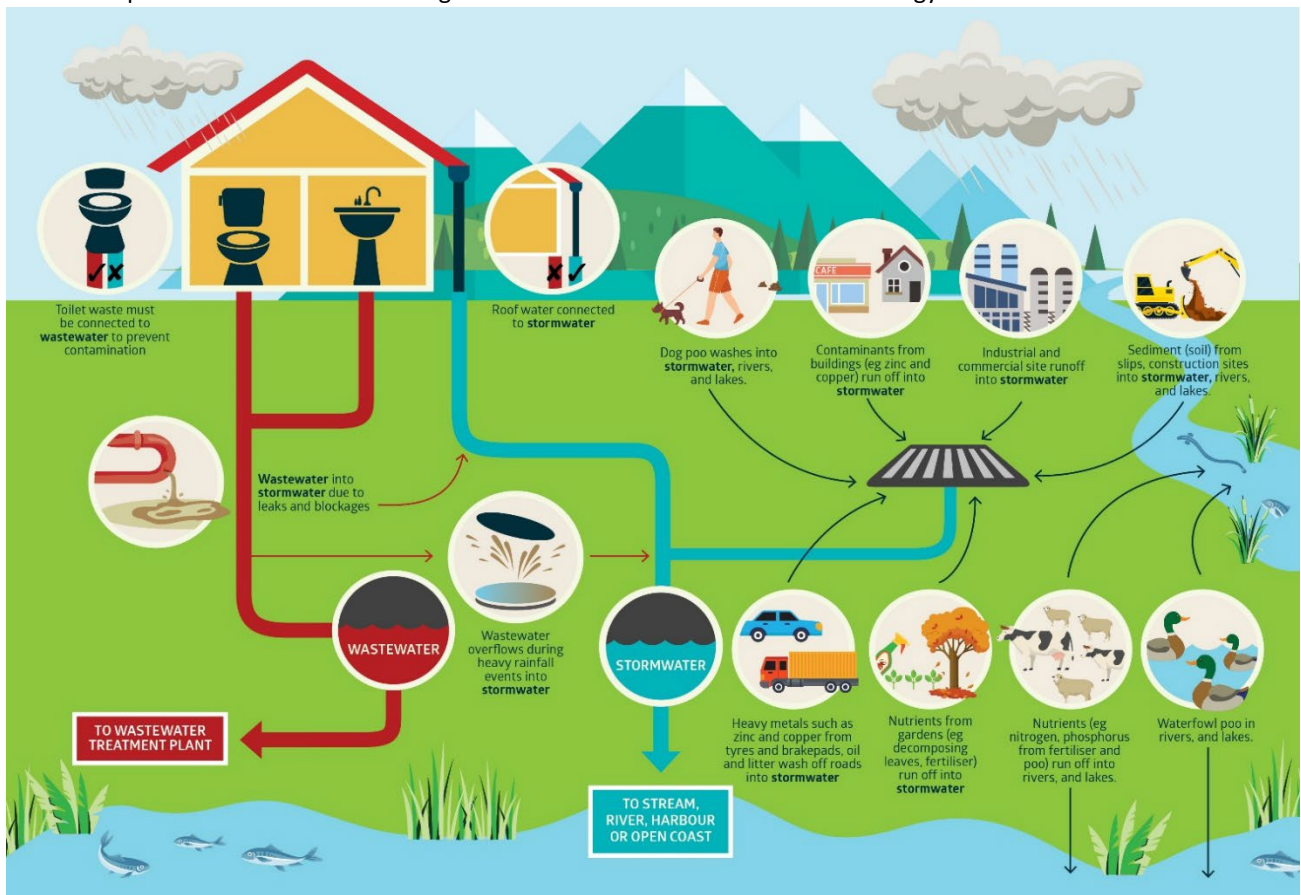 Toilet waste must
be connected to
wastewater to prevent
contamination
Roof water connected
to stormwater
Dog poo washes into
stormwater, rivers,
and lakes.
CAFE
Contaminants from
buildings (eg zinc and
copper) run off into
stormwater
Industrial and
commercial site runoff
into stormwater
Sediment (soil) from
slips, construction sites
into stormwater, rivers,
and lakes.
Wastewater into
stormwater due to
leaks and blockages
WASTEWATER
Wastewater
overflows during
heavy rainfall
events into
stormwater
STORMWATER
Heavy metals such as
zinc and copper from
tyres and brakepads, oil
and litter wash off roads
into stormwater
Nutrients from
gardens (eg
decomposing
leaves, fertiliser)
run off into
stormwater
Nutrients (eg
nitrogen, phosphorus
from fertiliser and
poo) run off into
rivers, and lakes.
Waterfowl poo in
rivers, and lakes.
TO WASTEWATER
TREATMENT PLANT
TO STREAM,
RIVER, HARBOUR
OR OPEN COAST